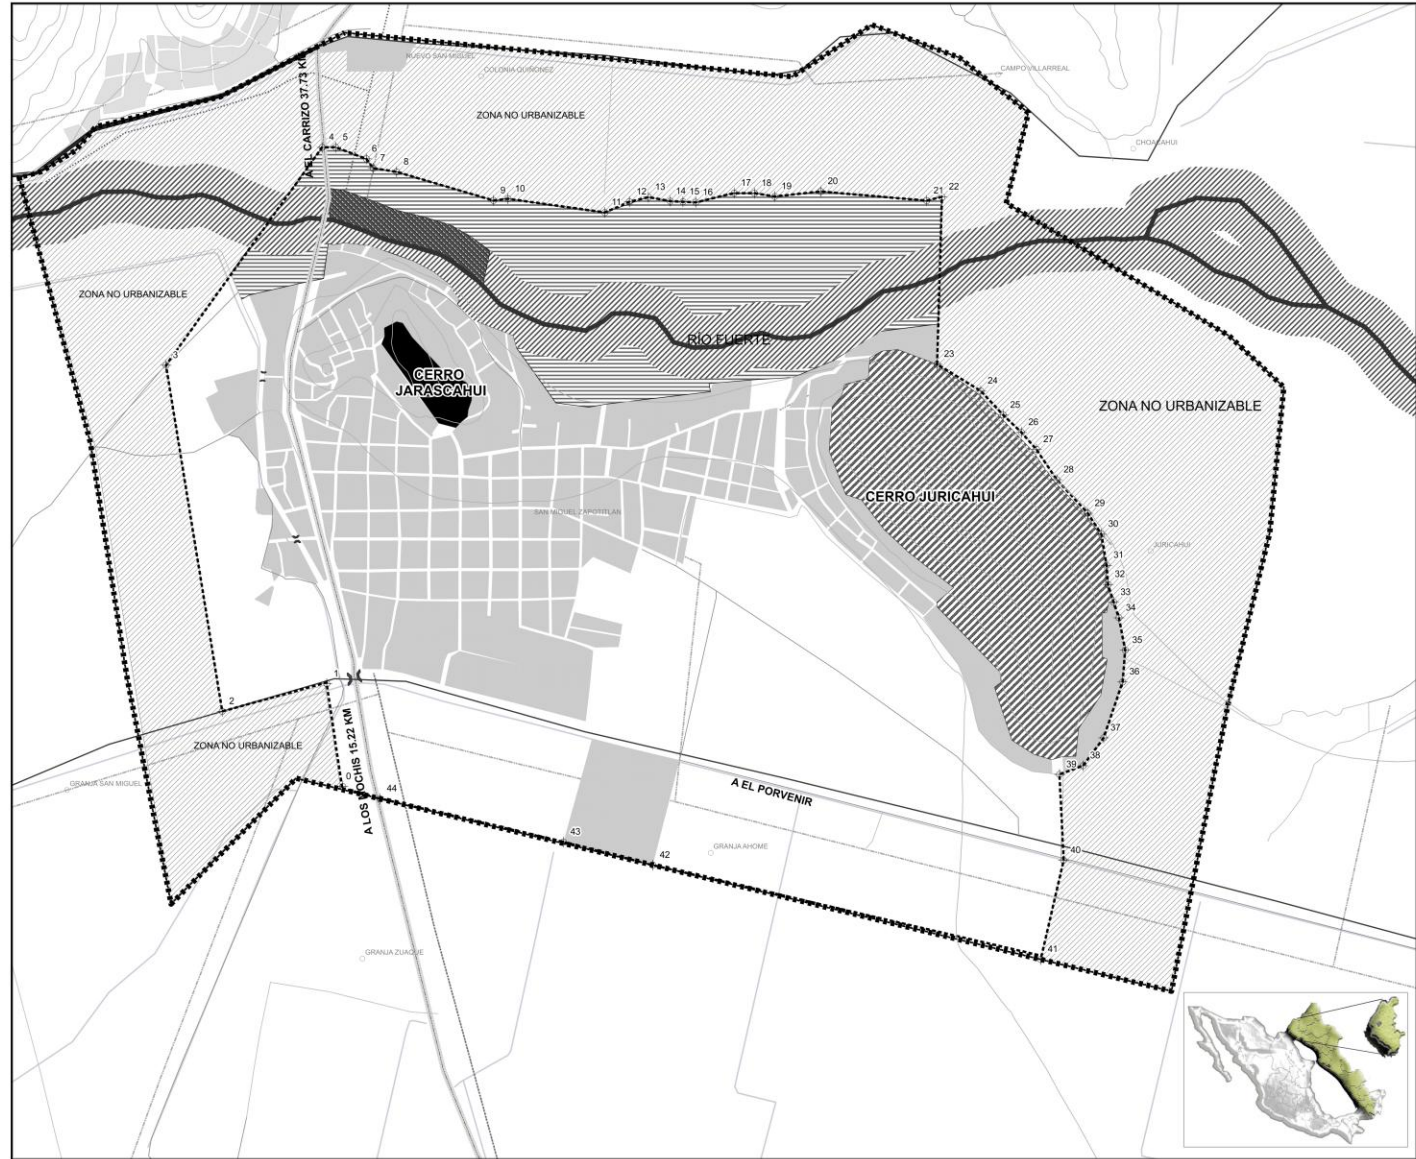 NUEVO SAN MIGUEL
COLONIA QUIÑONEZ
CAMPO VILLARREAL
A EL CARRIZO 37.73 KM
ZONA NO URBANIZABLE
CHOACAHUI
4
5
6
7
8
9
10
11
12
13
14
15
16
17
18
19
20
21
22
ZONA NO URBANIZABLE
RÍO FUERTE
3
23
CERRO
JARASCAHUI
24
ZONA NO URBANIZABLE
25
26
27
28
CERRO JURICAHUI
29
SAN MIGUEL ZAPOTITLAN
30
JURICAHUI
31
32
33
34
35
36
1
2
37
ZONA NO URBANIZABLE
A LOS MOCHIS 15.22 KM
38
39
0
GRANJA SAN MIGUEL
A EL PORVENIR
44
43
GRANJA AHOME
40
42
41
GRANJA ZUAQUE